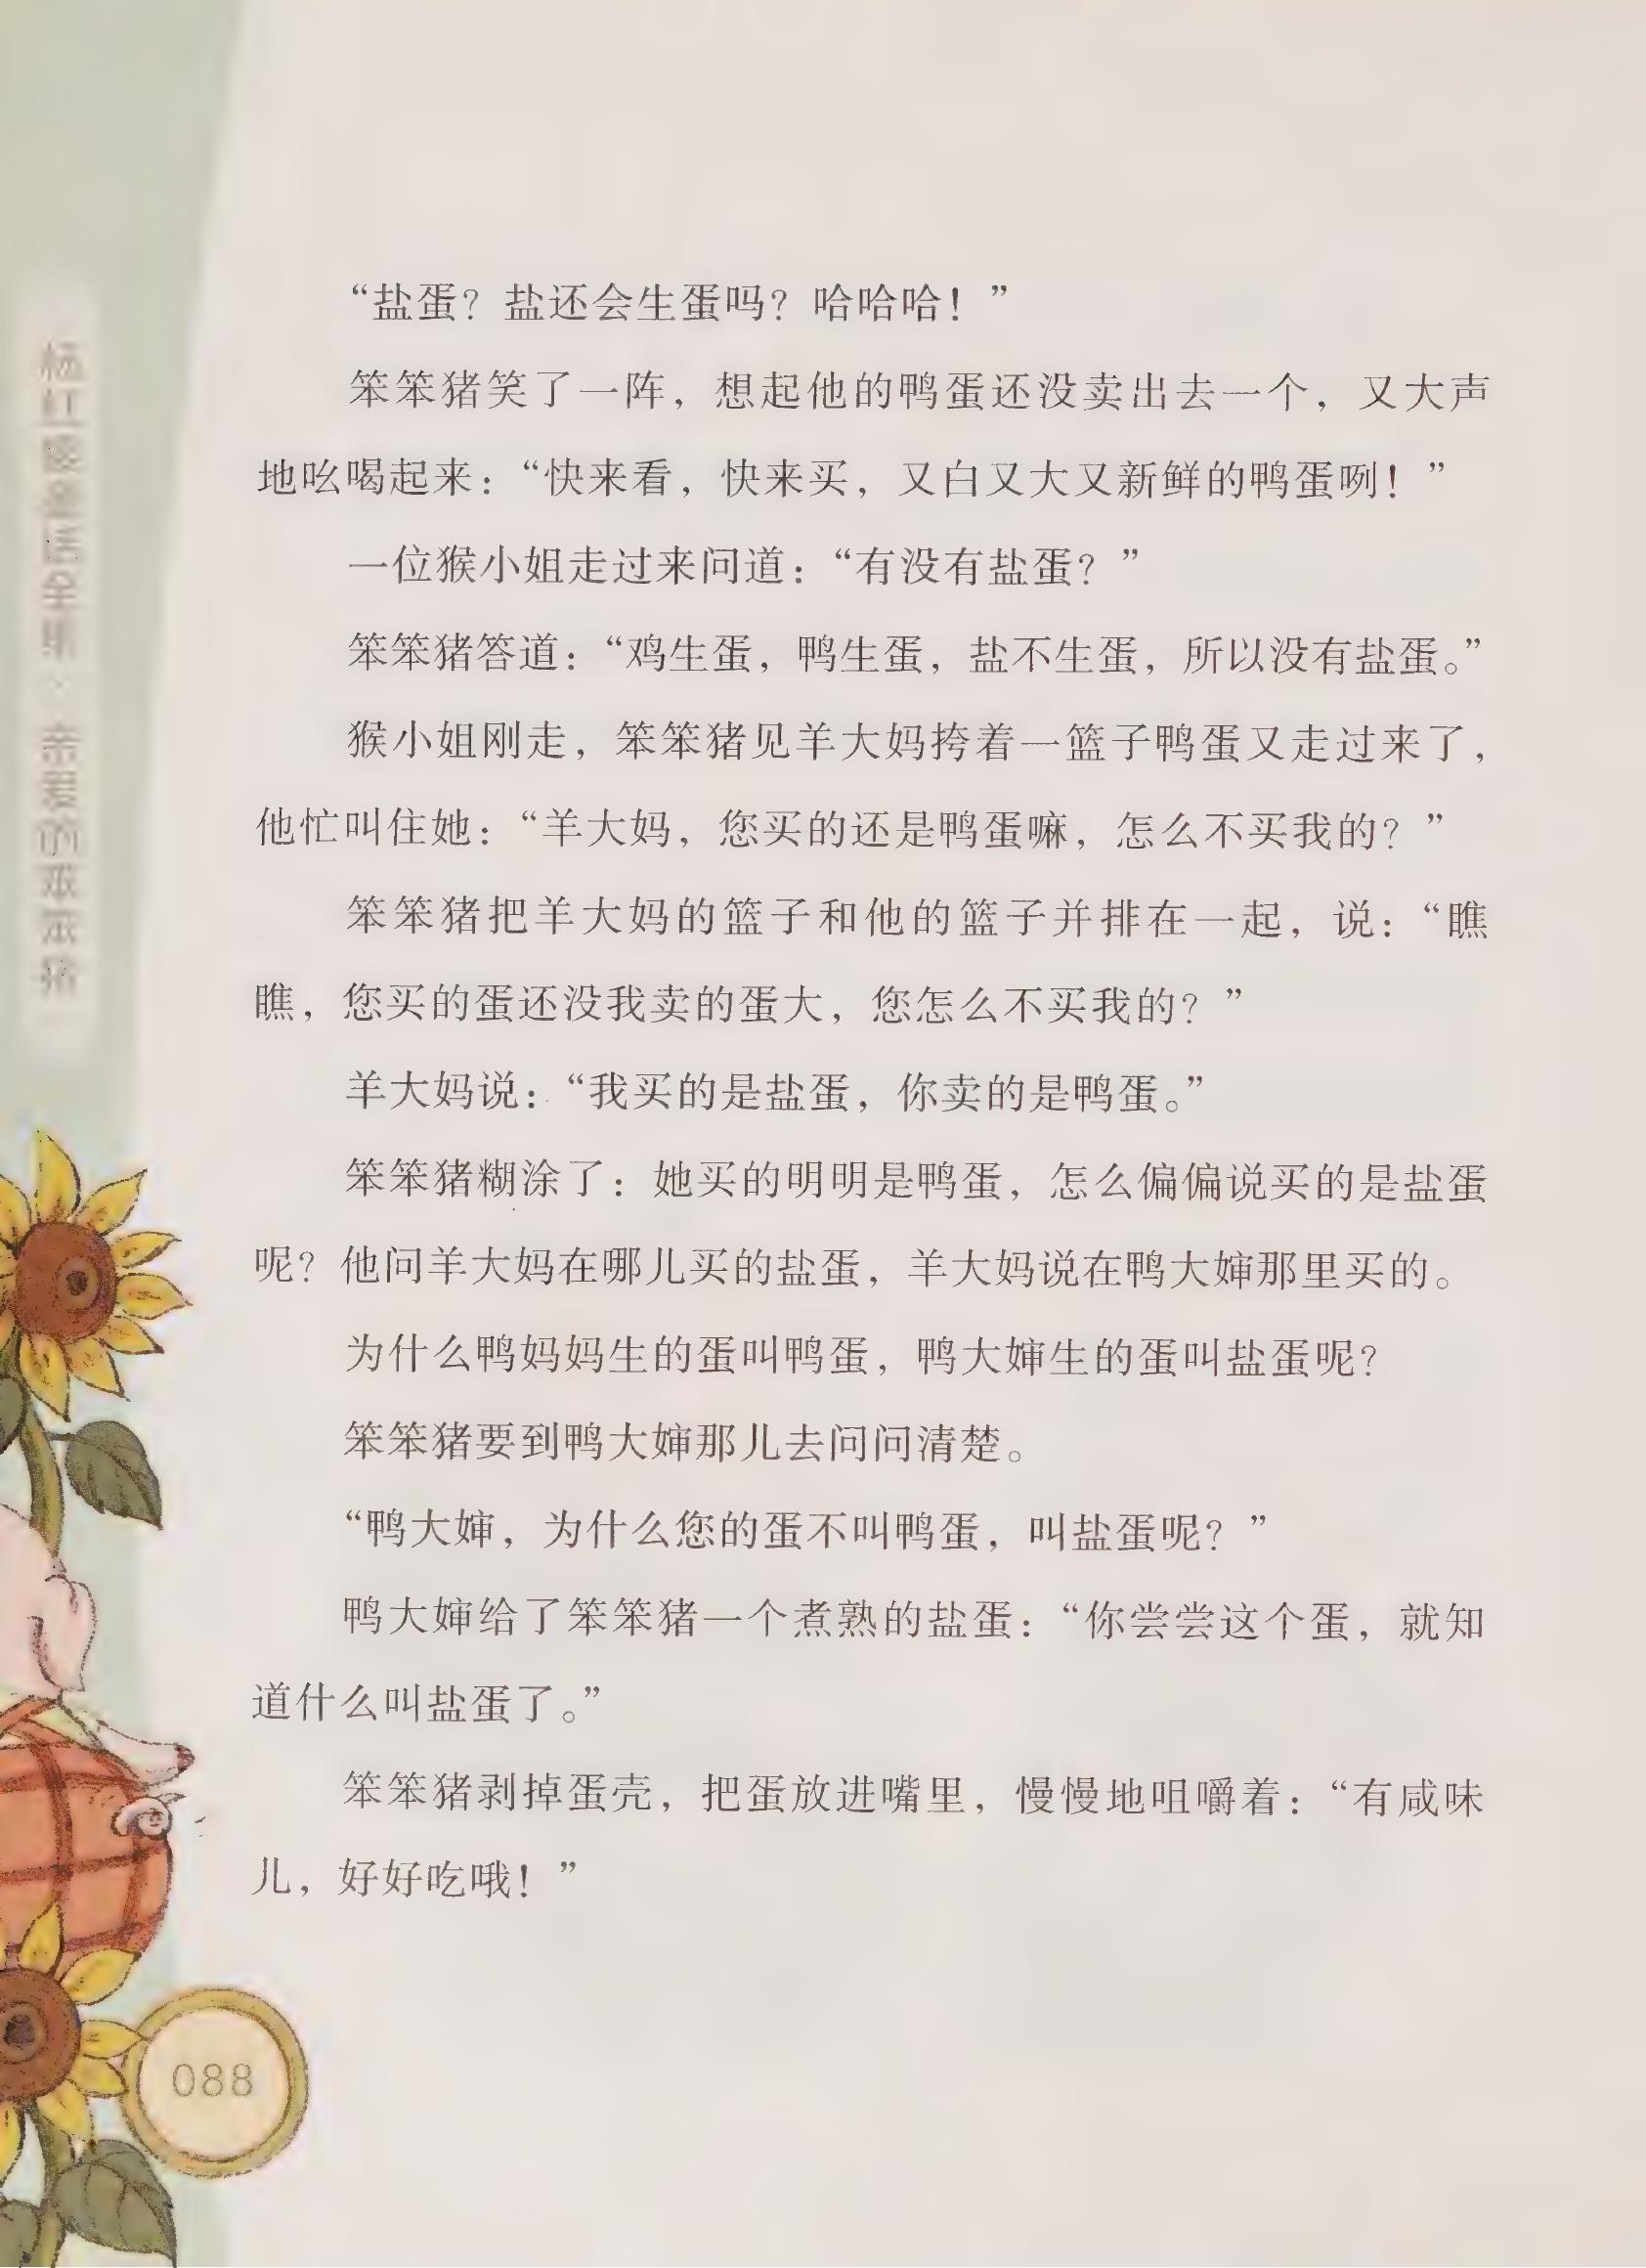 “盐蛋？盐还会生蛋吗？哈哈哈！”
笨笨猪笑了一阵，想起他的鸭蛋还没卖出去一个，又大声
地吆喝起来：“快来看，快来买，又白又大又新鲜的鸭蛋咧！”
一位猴小姐走过来问道：“有没有盐蛋？”
笨笨猪答道：“鸡生蛋，鸭生蛋，盐不生蛋，所以没有盐蛋。”
猴小姐刚走，笨笨猪见羊大妈挎着一篮子鸭蛋又走过来了，
他忙叫住她：“羊大妈，您买的还是鸭蛋嘛，怎么不买我的？”
笨笨猪把羊大妈的篮子和他的篮子并排在一起，说：“瞧
瞧，您买的蛋还没我卖的蛋大，您怎么不买我的？”
羊大妈说：“我买的是盐蛋，你卖的是鸭蛋。”
笨笨猪糊涂了：她买的明明是鸭蛋，怎么偏偏说买的是盐蛋
呢？他问羊大妈在哪儿买的盐蛋，羊大妈说在鸭大婶那里买的。
为什么鸭妈妈生的蛋叫鸭蛋，鸭大婶生的蛋叫盐蛋呢？
笨笨猪要到鸭大婶那儿去问问清楚。
“鸭大婶，为什么您的蛋不叫鸭蛋，叫盐蛋呢？”
鸭大婶给了笨笨猪一个煮熟的盐蛋：“你尝尝这个蛋，就知
道什么叫盐蛋了。”
笨笨猪剥掉蛋壳，把蛋放进嘴里，慢慢地咀嚼着：“有咸味
儿，好好吃哦！”
杨红樱童话全集 亲爱的笨笨猪
088